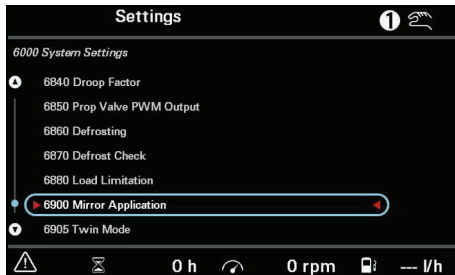 Settings
1
6000 System Settings
6840 Droop Factor
6850 Prop Valve PWM Output
6860 Defrosting
6870 Defrost Check
6880 Load Limitation
6900 Mirror Application
6905 Twin Mode
0 h 0 rpm --- l/h